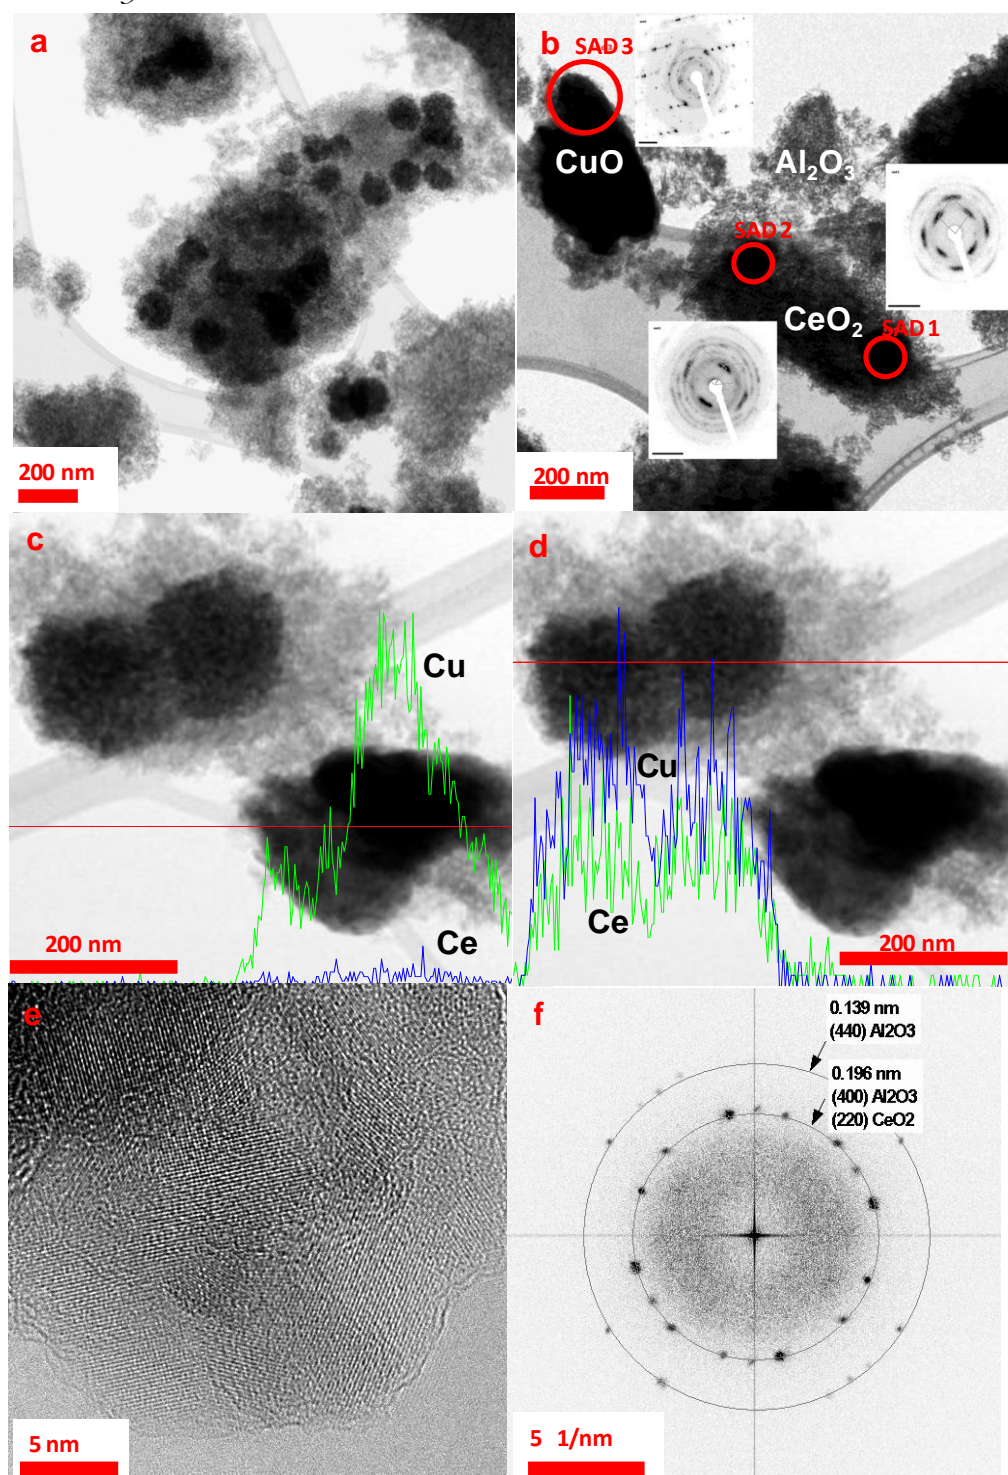 a
200 nm
b
SAD 3
CuO
Al₂O₃
SAD 2
CeO₂
SAD 1
200 nm
c
Cu
Ce
200 nm
d
Cu
Ce
200 nm
e
5 nm
f
0.139 nm
(440) Al2O3
0.196 nm
(400) Al2O3
(220) CeO2
5 1/nm